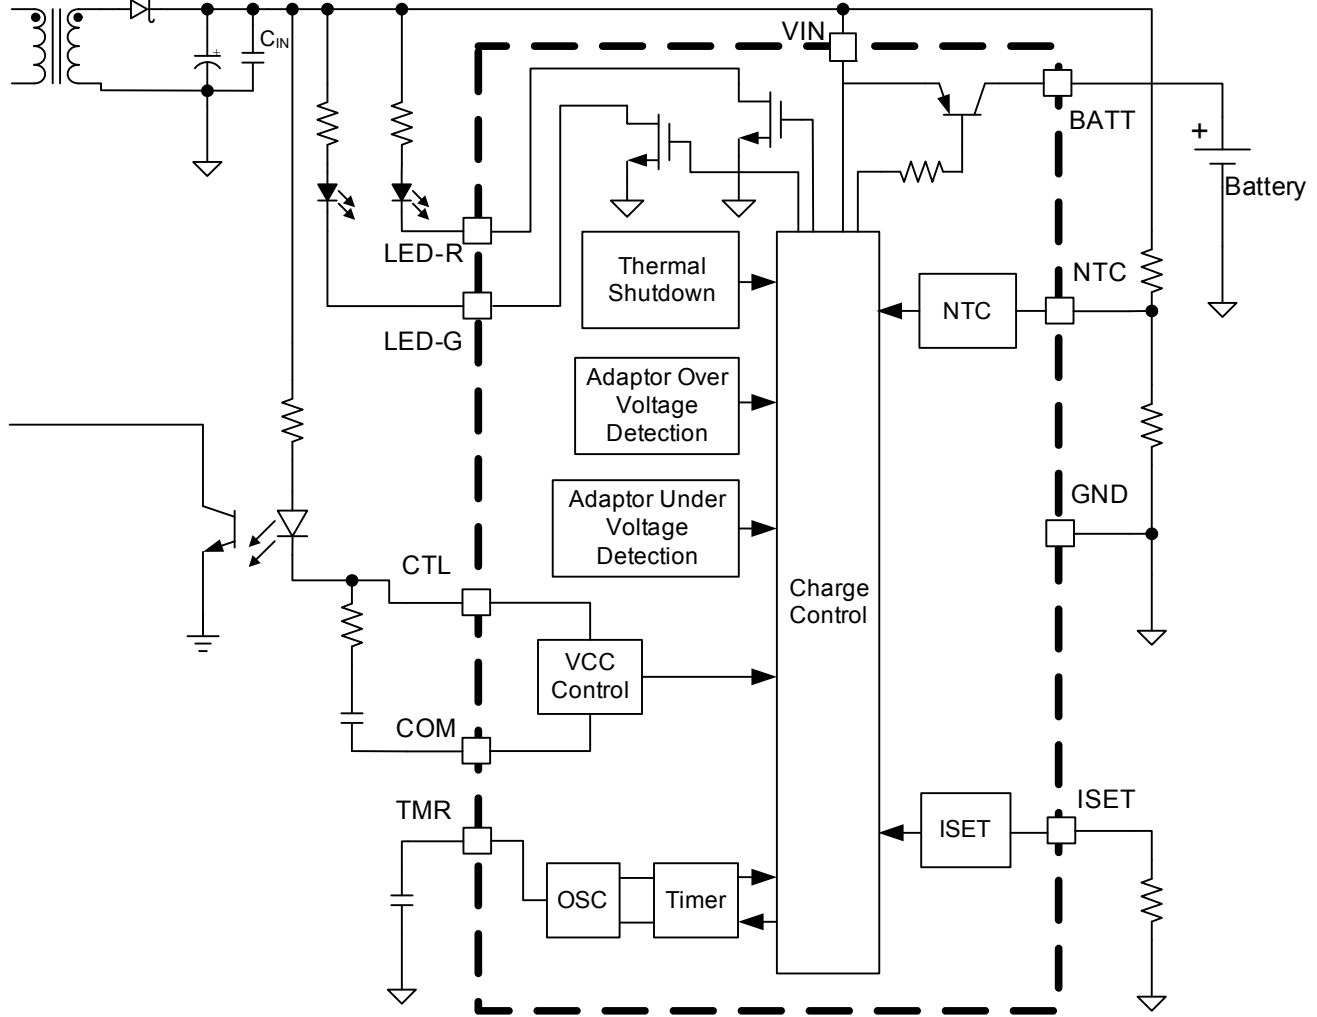 CIN
+
VIN
BATT
+
Battery
LED-R
LED-G
Thermal
Shutdown
NTC
NTC
Adaptor Over
Voltage
Detection
GND
Adaptor Under
Voltage
Detection
CTL
Charge
Control
VCC
Control
COM
TMR
ISET
ISET
OSC
Timer